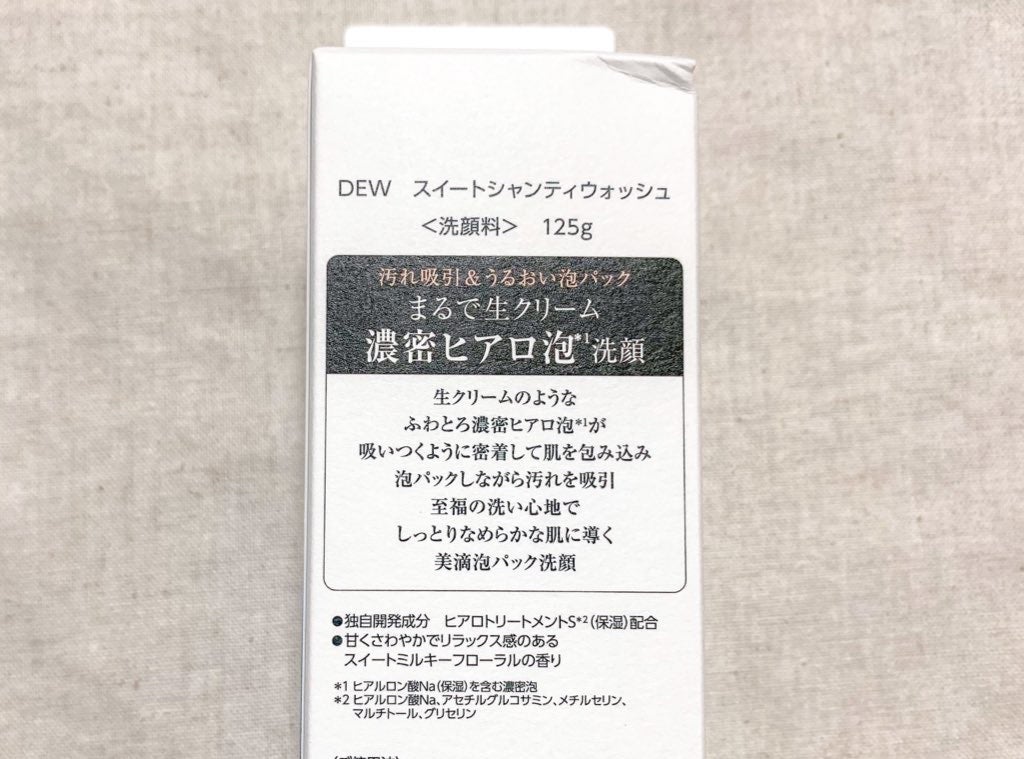 DEW スイートシャンティウォッシュ
＜洗顔料＞ 125g
汚れ吸引＆うるおい泡パック
まるで生クリーム
濃密ヒアロ泡*1洗顔
生クリームのような
ふわとろ濃密ヒアロ泡*1が
吸いつくように密着して肌を包み込み
泡パックしながら汚れを吸引
至福の洗い心地で
しっとりなめらかな肌に導く
美滴泡パック洗顔
●独自開発成分 ヒアロトリートメントS*2（保湿）配合
●甘くさわやかでリラックス感のある
スイートミルキーフローラルの香り
*1 ヒアルロン酸Na（保湿）を含む濃密泡
*2 ヒアルロン酸Na、アセチルグルコサミン、メチルセリン、
マルチトール、グリセリン